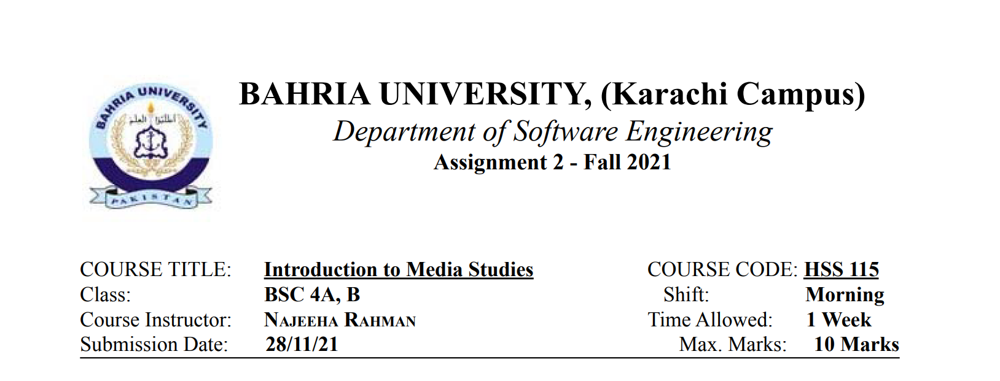 BAHRIA UNIVERSITY
اطلبوا العلم
PAKISTAN
BAHRIA UNIVERSITY, (Karachi Campus)
Department of Software Engineering
Assignment 2 - Fall 2021
COURSE TITLE: Introduction to Media Studies COURSE CODE: HSS 115
Class: BSC 4A, B Shift: Morning
Course Instructor: NAJEEHA RAHMAN Time Allowed: 1 Week
Submission Date: 28/11/21 Max. Marks: 10 Marks